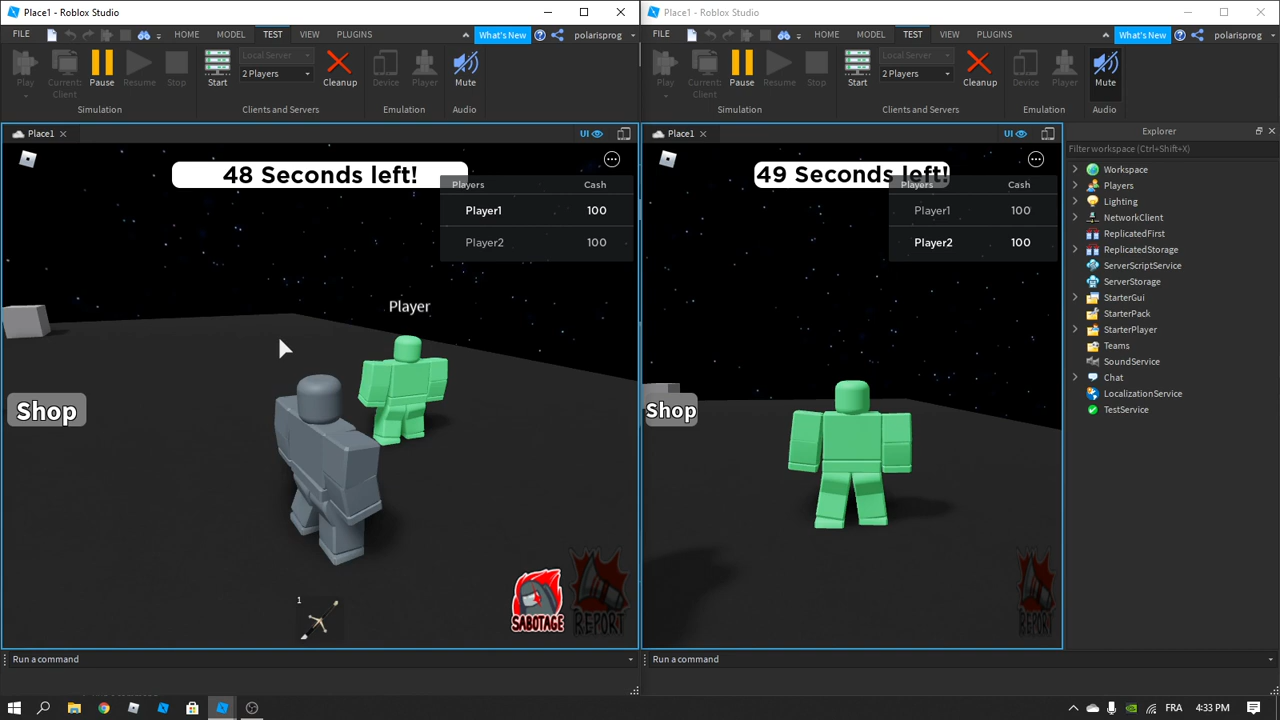 Place1 - Roblox Studio
FILE HOME MODEL TEST VIEW PLUGINS What's New polarisprog
Local Server
2 Players
Play Current: Client Pause Resume Stop Start Cleanup Device Player Mute
Simulation Clients and Servers Emulation Audio
Place1 UI
48 Seconds left!
Players Cash
Player1 100
Player2 100
Player
Shop
1
SABOTAGE REPORT
Run a command
Place1 - Roblox Studio
FILE HOME MODEL TEST VIEW PLUGINS What's New polarisprog
Local Server
2 Players
Play Current: Client Pause Resume Stop Start Cleanup Device Player Mute
Simulation Clients and Servers Emulation Audio
Place1 UI
49 Seconds left!
Players Cash
Player1 100
Player2 100
Shop
REPORT
Run a command
Explorer
Filter workspace (Ctrl+Shift+X)
Workspace
Players
Lighting
NetworkClient
ReplicatedFirst
ReplicatedStorage
ServerScriptService
ServerStorage
StarterGui
StarterPack
StarterPlayer
Teams
SoundService
Chat
LocalizationService
TestService
FRA 4:33 PM